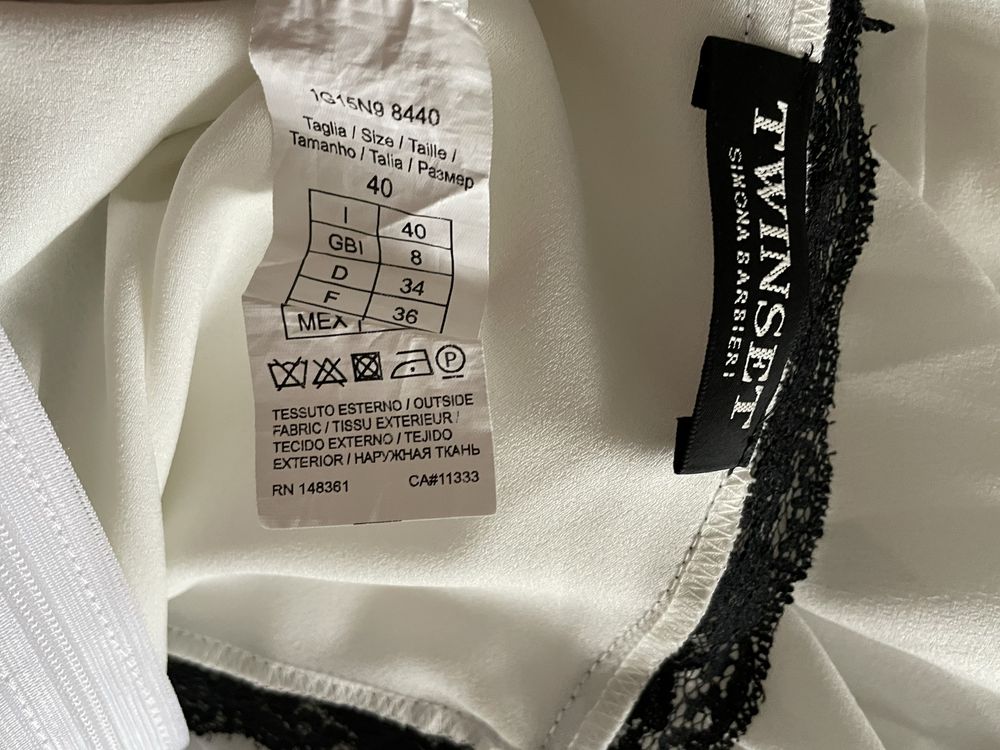 1G15N9 8440
Taglia / Size / Taille /
Tamanho / Talia / Размер
40
I 40
GBI 8
D 34
F 36
MEX
P
TESSUTO ESTERNO / OUTSIDE
FABRIC / TISSU EXTERIEUR /
TECIDO EXTERNO / TEJIDO
EXTERIOR / НАРУЖНАЯ ТКАНЬ
RN 148361 CA#11333
TWINSET
SIMONA BARBIERI